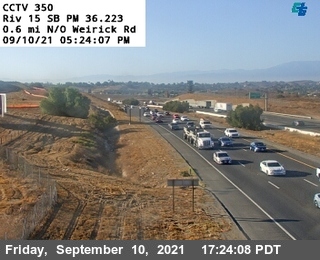 CCTV 350
Riv 15 SB PM 36.223
0.6 mi N/O Weirick Rd
09/10/21 05:24:07 PM
Friday, September 10, 2021 17:24:08 PDT